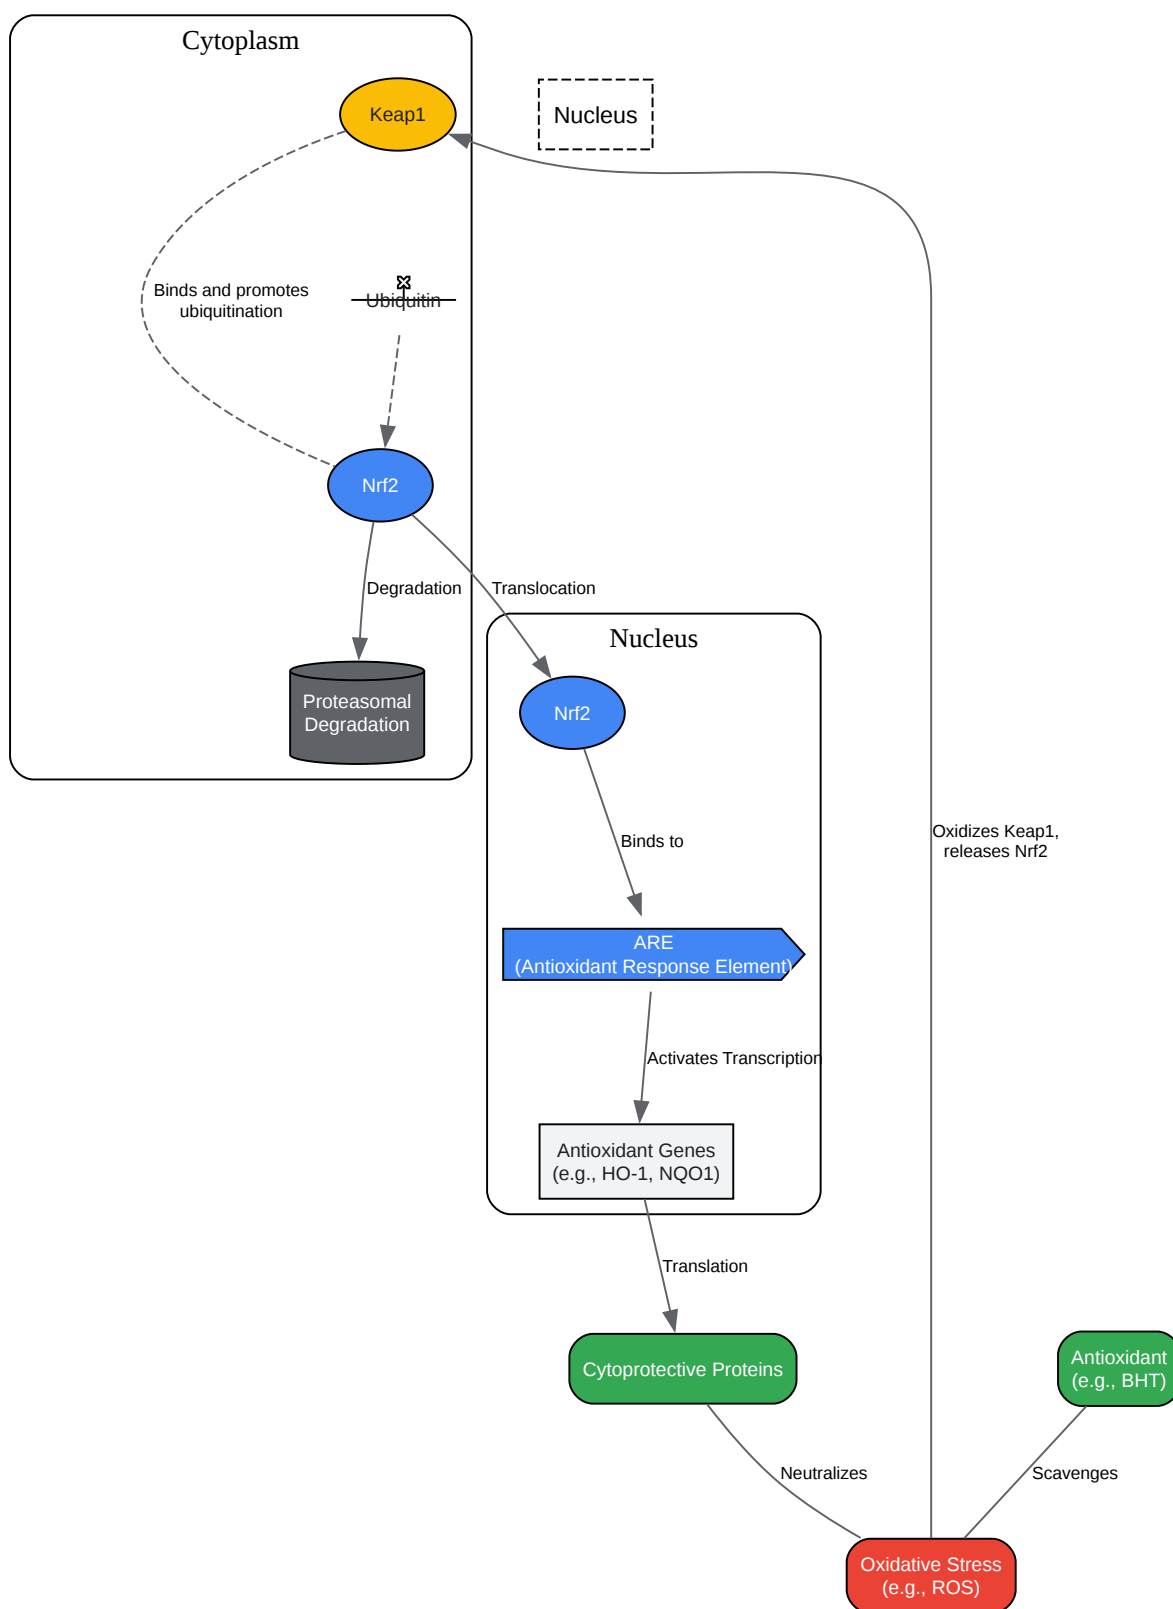 Cytoplasm
Keap1
Nucleus
Binds and promotes
ubiquitination
Ubiquitin
Nrf2
Degradation
Translocation
Proteasomal
Degradation
Nucleus
Nrf2
Binds to
Oxidizes Keap1,
releases Nrf2
ARE
(Antioxidant Response Element)
Activates Transcription
Antioxidant Genes
(e.g., HO-1, NQO1)
Translation
Cytoprotective Proteins
Antioxidant
(e.g., BHT)
Neutralizes
Scavenges
Oxidative Stress
(e.g., ROS)